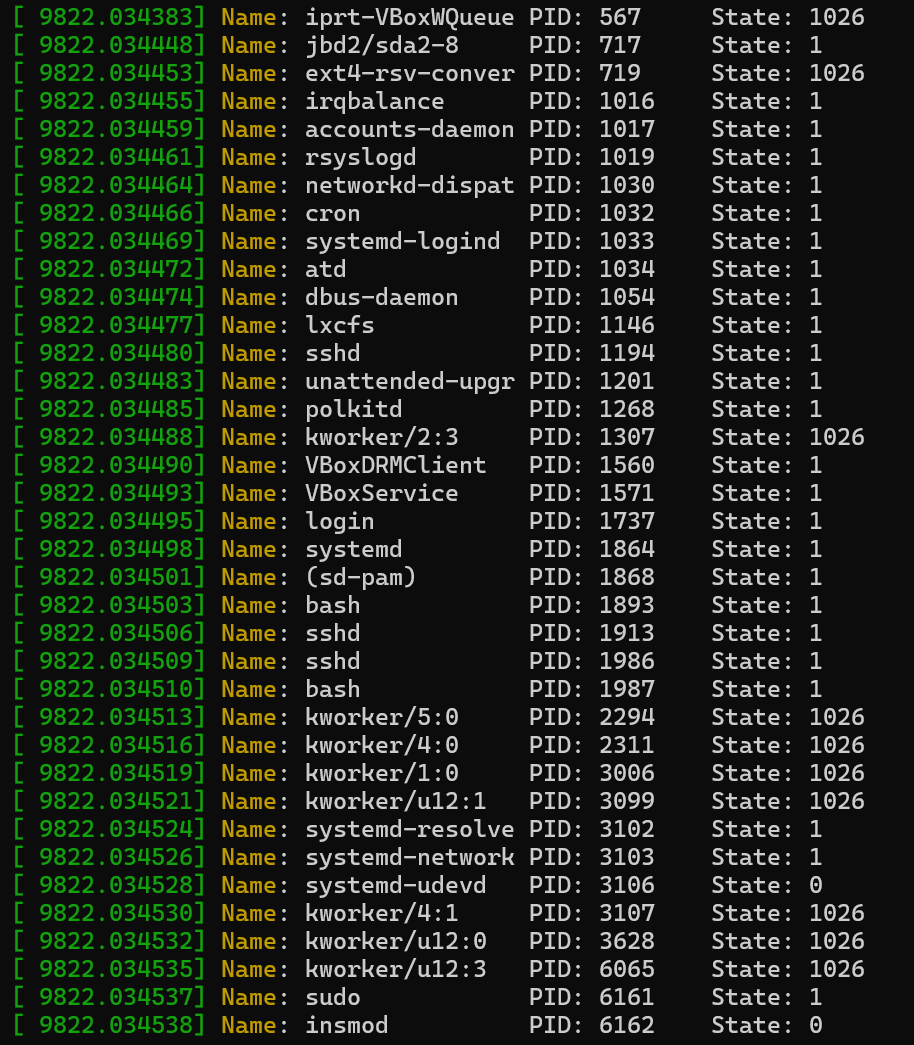 [ 9822.034383] Name: iprt-VBoxWQueue PID: 567     State: 1026
[ 9822.034448] Name: jbd2/sda2-8     PID: 717     State: 1
[ 9822.034453] Name: ext4-rsv-conver PID: 719     State: 1026
[ 9822.034455] Name: irqbalance      PID: 1016    State: 1
[ 9822.034459] Name: accounts-daemon PID: 1017    State: 1
[ 9822.034461] Name: rsyslogd        PID: 1019    State: 1
[ 9822.034464] Name: networkd-dispat PID: 1030    State: 1
[ 9822.034466] Name: cron            PID: 1032    State: 1
[ 9822.034469] Name: systemd-logind  PID: 1033    State: 1
[ 9822.034472] Name: atd             PID: 1034    State: 1
[ 9822.034474] Name: dbus-daemon     PID: 1054    State: 1
[ 9822.034477] Name: lxcfs           PID: 1146    State: 1
[ 9822.034480] Name: sshd            PID: 1194    State: 1
[ 9822.034483] Name: unattended-upgr PID: 1201    State: 1
[ 9822.034485] Name: polkitd         PID: 1268    State: 1
[ 9822.034488] Name: kworker/2:3     PID: 1307    State: 1026
[ 9822.034490] Name: VBoxDRMClient   PID: 1560    State: 1
[ 9822.034493] Name: VBoxService     PID: 1571    State: 1
[ 9822.034495] Name: login           PID: 1737    State: 1
[ 9822.034498] Name: systemd         PID: 1864    State: 1
[ 9822.034501] Name: (sd-pam)        PID: 1868    State: 1
[ 9822.034503] Name: bash            PID: 1893    State: 1
[ 9822.034506] Name: sshd            PID: 1913    State: 1
[ 9822.034509] Name: sshd            PID: 1986    State: 1
[ 9822.034510] Name: bash            PID: 1987    State: 1
[ 9822.034513] Name: kworker/5:0     PID: 2294    State: 1026
[ 9822.034516] Name: kworker/4:0     PID: 2311    State: 1026
[ 9822.034519] Name: kworker/1:0     PID: 3006    State: 1026
[ 9822.034521] Name: kworker/u12:1   PID: 3099    State: 1026
[ 9822.034524] Name: systemd-resolve PID: 3102    State: 1
[ 9822.034526] Name: systemd-network PID: 3103    State: 1
[ 9822.034528] Name: systemd-udevd   PID: 3106    State: 0
[ 9822.034530] Name: kworker/4:1     PID: 3107    State: 1026
[ 9822.034532] Name: kworker/u12:0   PID: 3628    State: 1026
[ 9822.034535] Name: kworker/u12:3   PID: 6065    State: 1026
[ 9822.034537] Name: sudo            PID: 6161    State: 1
[ 9822.034538] Name: insmod          PID: 6162    State: 0